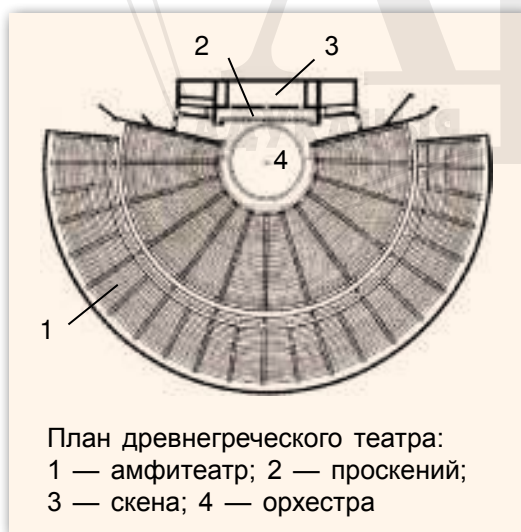 2
3
4
1
План древнегреческого театра:
1 — амфитеатр; 2 — проскений;
3 — скена; 4 — орхестра